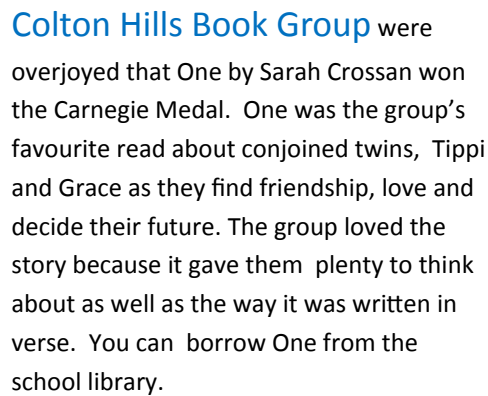 Colton Hills Book Group were
overjoyed that One by Sarah Crossan won
the Carnegie Medal.  One was the group's
favourite read about conjoined twins,  Tippi
and Grace as they find friendship, love and
decide their future. The group loved the
story because it gave them  plenty to think
about as well as the way it was written in
verse.  You can  borrow One from the
school library.